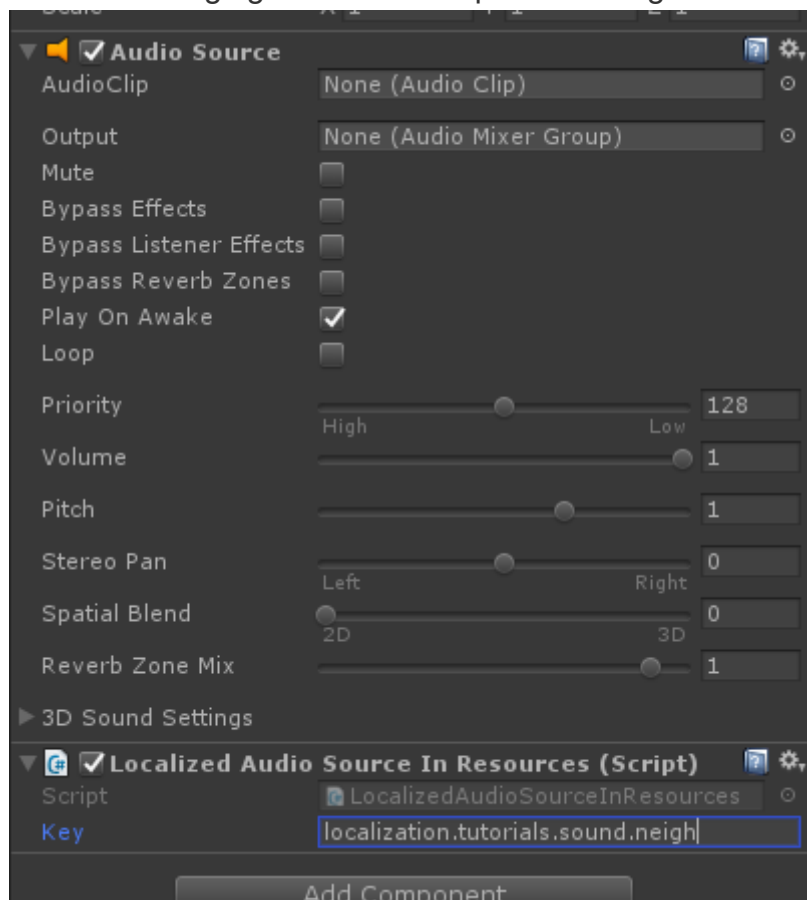 Audio Source
AudioClip None (Audio Clip)
Output None (Audio Mixer Group)
Mute
Bypass Effects
Bypass Listener Effects
Bypass Reverb Zones
Play On Awake
Loop
Priority 128
High Low
Volume 1
Pitch 1
Stereo Pan 0
Left Right
Spatial Blend 0
2D 3D
Reverb Zone Mix 1
3D Sound Settings
Localized Audio Source In Resources (Script)
Script LocalizedAudioSourceInResources
Key localization.tutorials.sound.neigh
Add Component